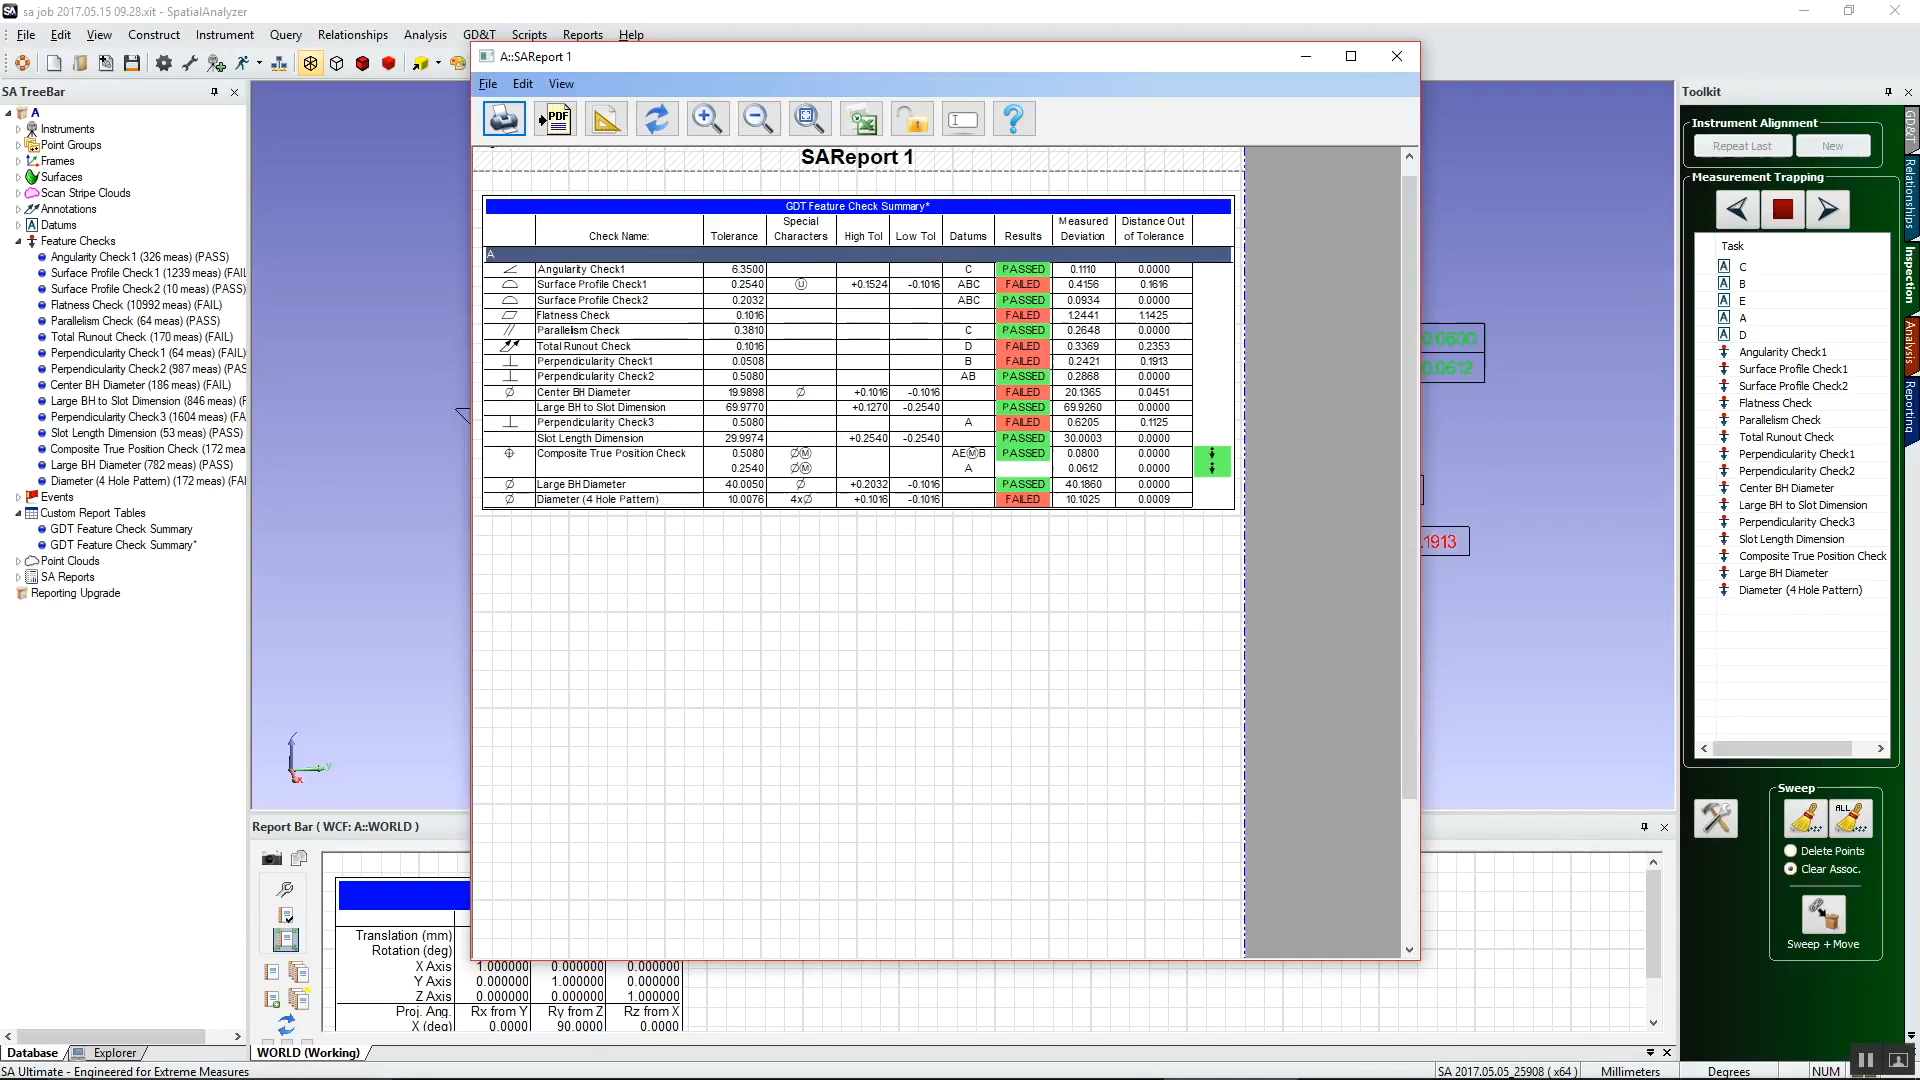 sa job 2017.05.15 09.28.xit - SpatialAnalyzer
File Edit View Construct Instrument Query Relationships Analysis GD&T Scripts Reports Help
SA TreeBar
A
Instruments
Point Groups
Frames
Surfaces
Scan Stripe Clouds
Annotations
Datums
Feature Checks
Angularity Check1 (326 meas) (PASS)
Surface Profile Check1 (1239 meas) (FAIL
Surface Profile Check2 (10 meas) (PASS)
Flatness Check (10992 meas) (FAIL)
Parallelism Check (64 meas) (PASS)
Total Runout Check (170 meas) (FAIL)
Perpendicularity Check1 (64 meas) (FAIL)
Perpendicularity Check2 (987 meas) (PAS
Center BH Diameter (186 meas) (FAIL)
Large BH to Slot Dimension (846 meas) (F
Perpendicularity Check3 (1604 meas) (FAIL
Slot Length Dimension (53 meas) (PASS)
Composite True Position Check (172 mea
Large BH Diameter (782 meas) (PASS)
Diameter (4 Hole Pattern) (172 meas) (FAI
Events
Custom Report Tables
GDT Feature Check Summary
GDT Feature Check Summary*
Point Clouds
SA Reports
Reporting Upgrade
Database Explorer
A::SAReport 1
File Edit View
PDF
SAReport 1
GDT Feature Check Summary*
Check Name: Tolerance Special Characters High Tol Low Tol Datums Results Measured Deviation Distance Out of Tolerance
A
Angularity Check1 6.3500 C PASSED 0.1110 0.0000
Surface Profile Check1 0.2540 Ⓤ +0.1524 -0.1016 ABC FAILED 0.4156 0.1616
Surface Profile Check2 0.2032 ABC PASSED 0.0934 0.0000
Flatness Check 0.1016 FAILED 1.2441 1.1425
Parallelism Check 0.3810 C PASSED 0.2648 0.0000
Total Runout Check 0.1016 D FAILED 0.3369 0.2353
Perpendicularity Check1 0.0508 B FAILED 0.2421 0.1913
Perpendicularity Check2 0.5080 AB PASSED 0.2868 0.0000
Center BH Diameter 19.9898 ∅ +0.1016 -0.1016 FAILED 20.1365 0.0451
Large BH to Slot Dimension 69.9770 +0.1270 -0.2540 PASSED 69.9260 0.0000
Perpendicularity Check3 0.5080 A FAILED 0.6205 0.1125
Slot Length Dimension 29.9974 +0.2540 -0.2540 PASSED 30.0003 0.0000
Composite True Position Check 0.5080 ∅Ⓜ AEⓂB PASSED 0.0800 0.0000
0.2540 ∅Ⓜ A 0.0612 0.0000
Large BH Diameter 40.0050 ∅ +0.2032 -0.1016 PASSED 40.1860 0.0000
Diameter (4 Hole Pattern) 10.0076 4x∅ +0.1016 -0.1016 FAILED 10.1025 0.0009
0.0800
0.0612
.1913
Y
X
Report Bar ( WCF: A::WORLD )
Translation (mm)
Rotation (deg)
X Axis 1.000000 0.000000 0.000000
Y Axis 0.000000 1.000000 0.000000
Z Axis 0.000000 0.000000 1.000000
Proj. Ang. Rx from Y Ry from Z Rz from X
X (deg) 0.0000 90.0000 0.0000
WORLD (Working)
Toolkit
Instrument Alignment
Repeat Last New
Measurement Trapping
Task
A C
A B
A E
A A
A D
Angularity Check1
Surface Profile Check1
Surface Profile Check2
Flatness Check
Parallelism Check
Total Runout Check
Perpendicularity Check1
Perpendicularity Check2
Center BH Diameter
Large BH to Slot Dimension
Perpendicularity Check3
Slot Length Dimension
Composite True Position Check
Large BH Diameter
Diameter (4 Hole Pattern)
Sweep
ALL
Delete Points
Clear Assoc.
Sweep + Move
GD&T
Relationships
Inspection
Analysis
Reporting
SA Ultimate - Engineered for Extreme Measures
SA 2017.05.05_25908 ( x64 ) Millimeters Degrees NUM